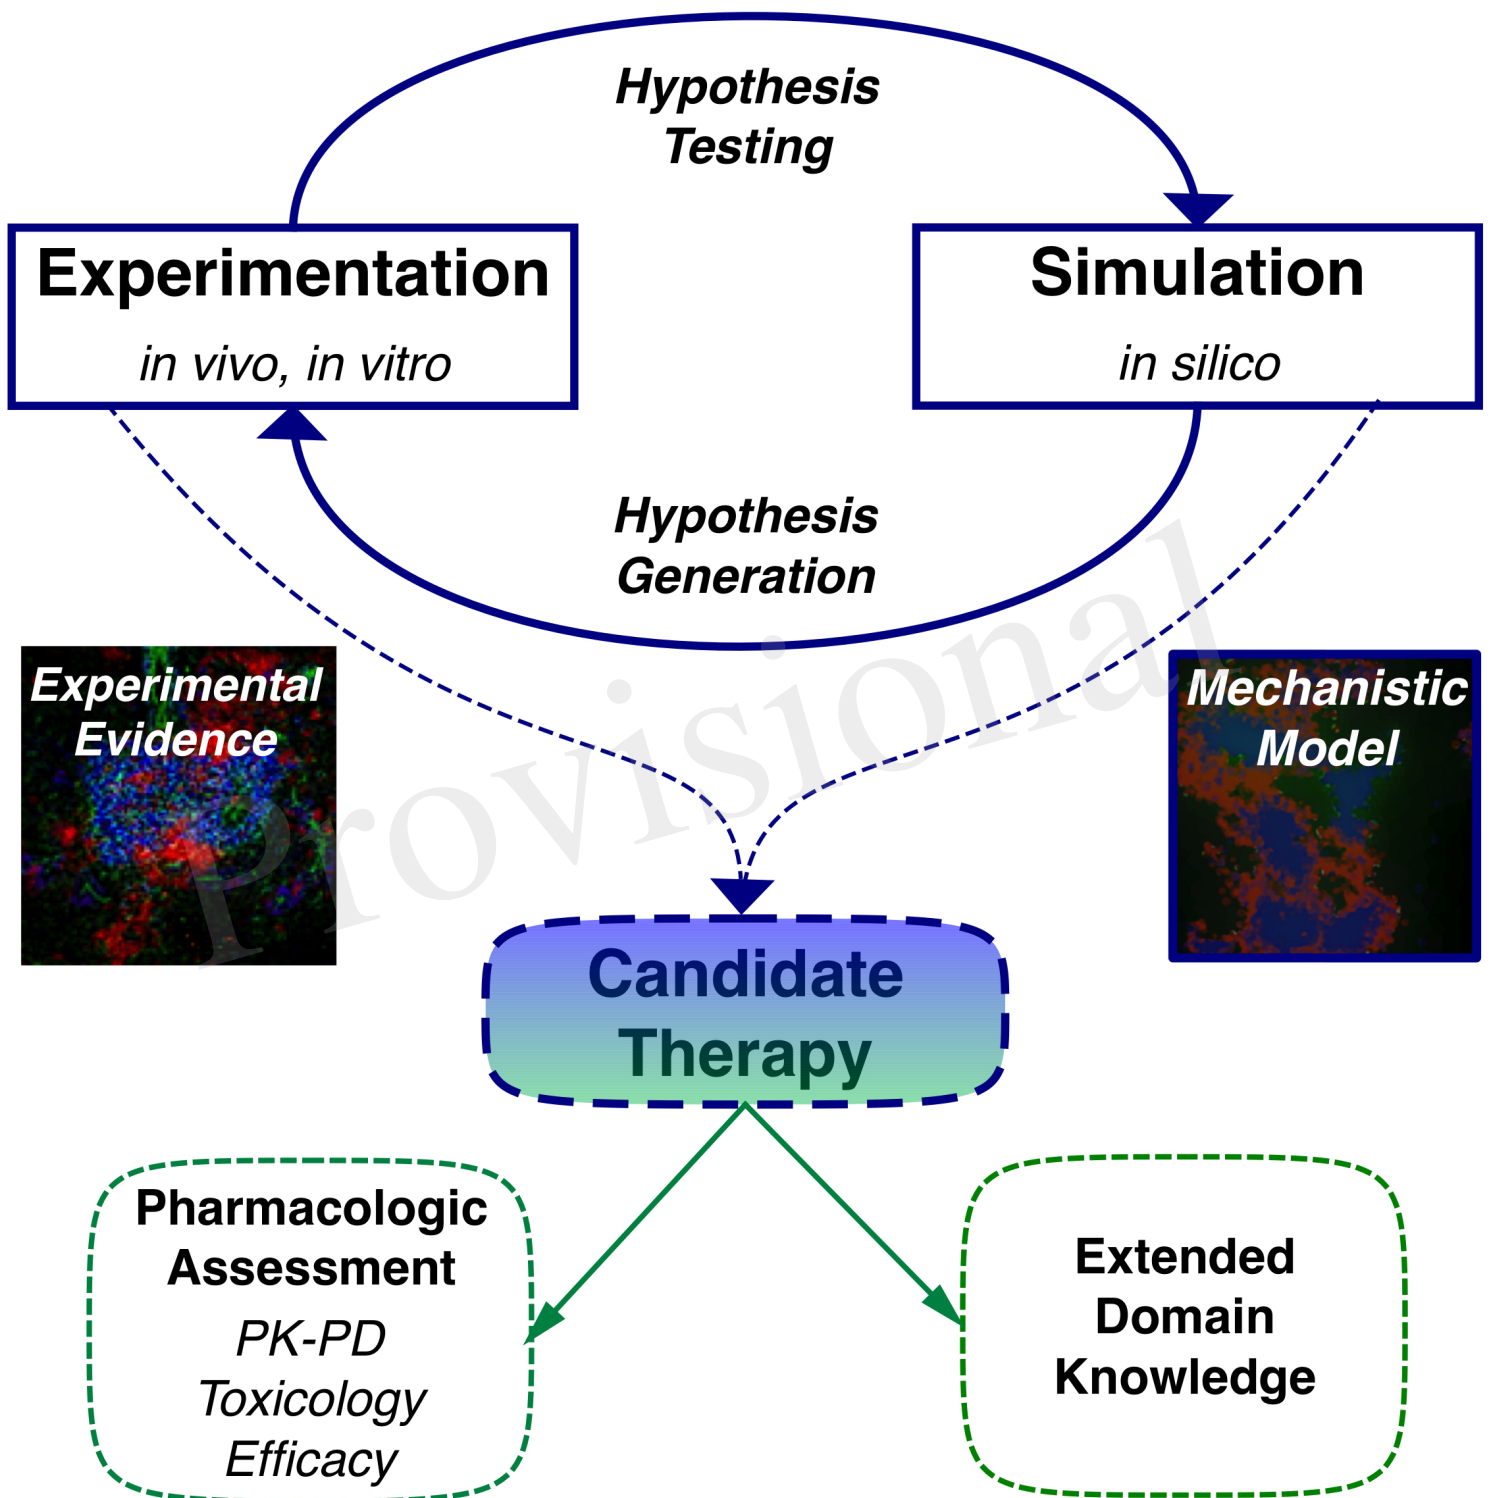 Hypothesis
Testing
Experimentation
in vivo, in vitro
Simulation
in silico
Hypothesis
Generation
Experimental
Evidence
Mechanistic
Model
Provisional
Candidate
Therapy
Pharmacologic
Assessment
PK-PD
Toxicology
Efficacy
Extended
Domain
Knowledge